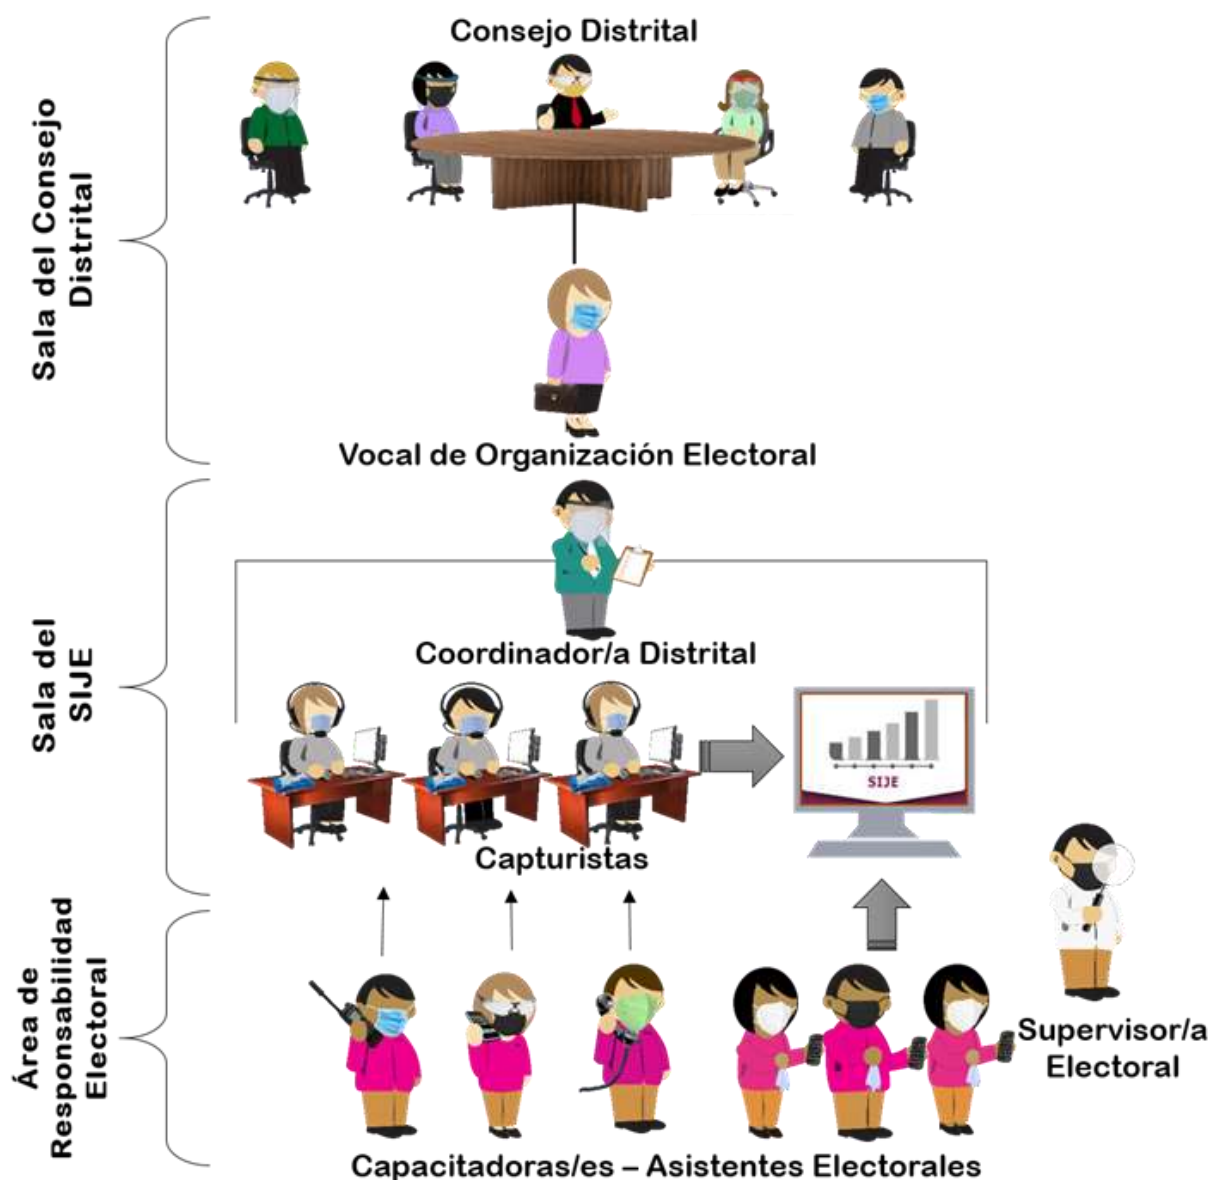 Consejo Distrital
Sala del Consejo
Distrital
Vocal de Organización Electoral
Sala del
SIJE
Coordinador/a Distrital
SIJE
Capturistas
Área de
Responsabilidad
Electoral
Supervisor/a
Electoral
Capacitadoras/es – Asistentes Electorales